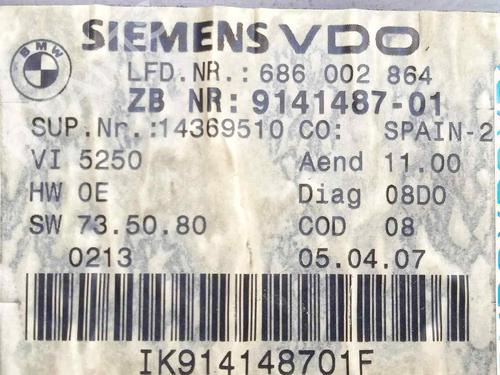 BMW
SIEMENS VDO
LFD.NR.: 686 002 864
ZB NR: 9141487-01
SUP.Nr.:14369510 CO: SPAIN-2
VI 5250 Aend 11.00
HW 0E Diag 08D0
SW 73.50.80 COD 08
0213 05.04.07
IK914148701F